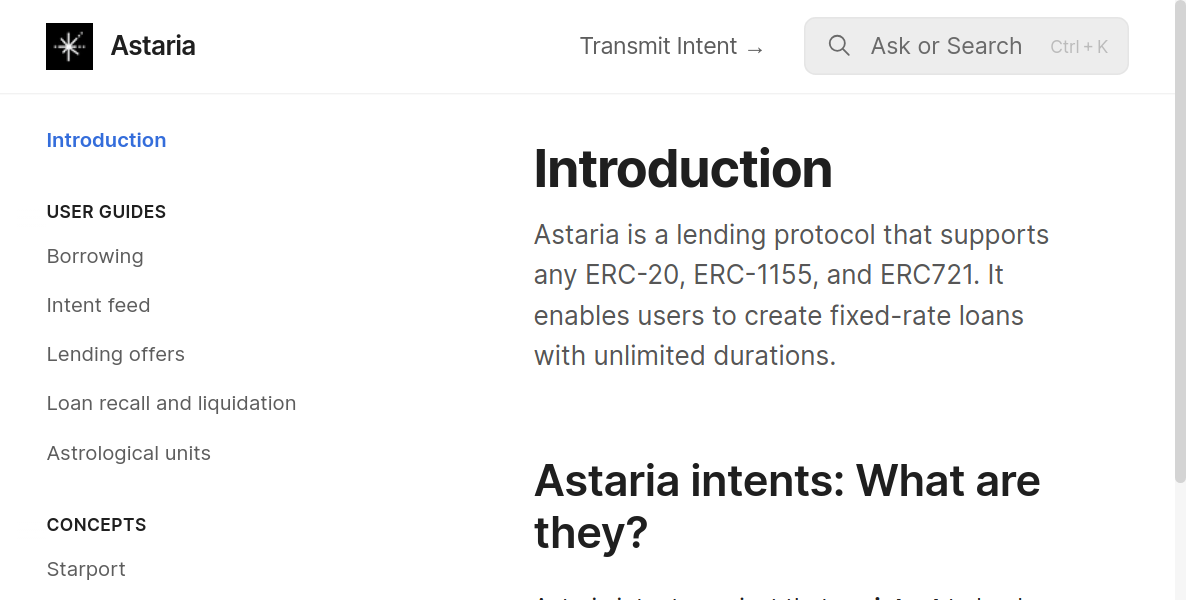 Astaria
Transmit Intent →
Ask or Search
Ctrl + K
Introduction
USER GUIDES
Borrowing
Intent feed
Lending offers
Loan recall and liquidation
Astrological units
CONCEPTS
Starport
Introduction
Astaria is a lending protocol that supports
any ERC-20, ERC-1155, and ERC721. It
enables users to create fixed-rate loans
with unlimited durations.
Astaria intents: What are
they?